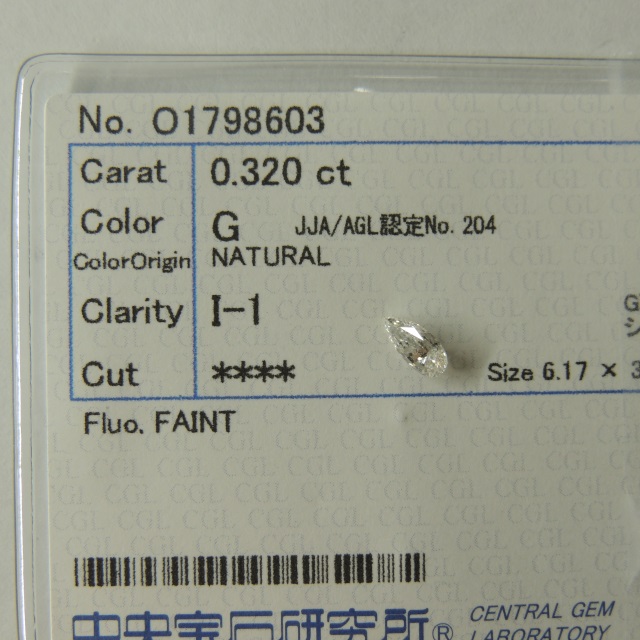 No. O1798603
Carat 0.320 ct
Color G JJA/AGL認定No. 204
ColorOrigin NATURAL
Clarity I-1
Cut **** Size 6.17 × 3
Fluo. FAINT
中央宝石研究所® CENTRAL GEM
LABORATORY